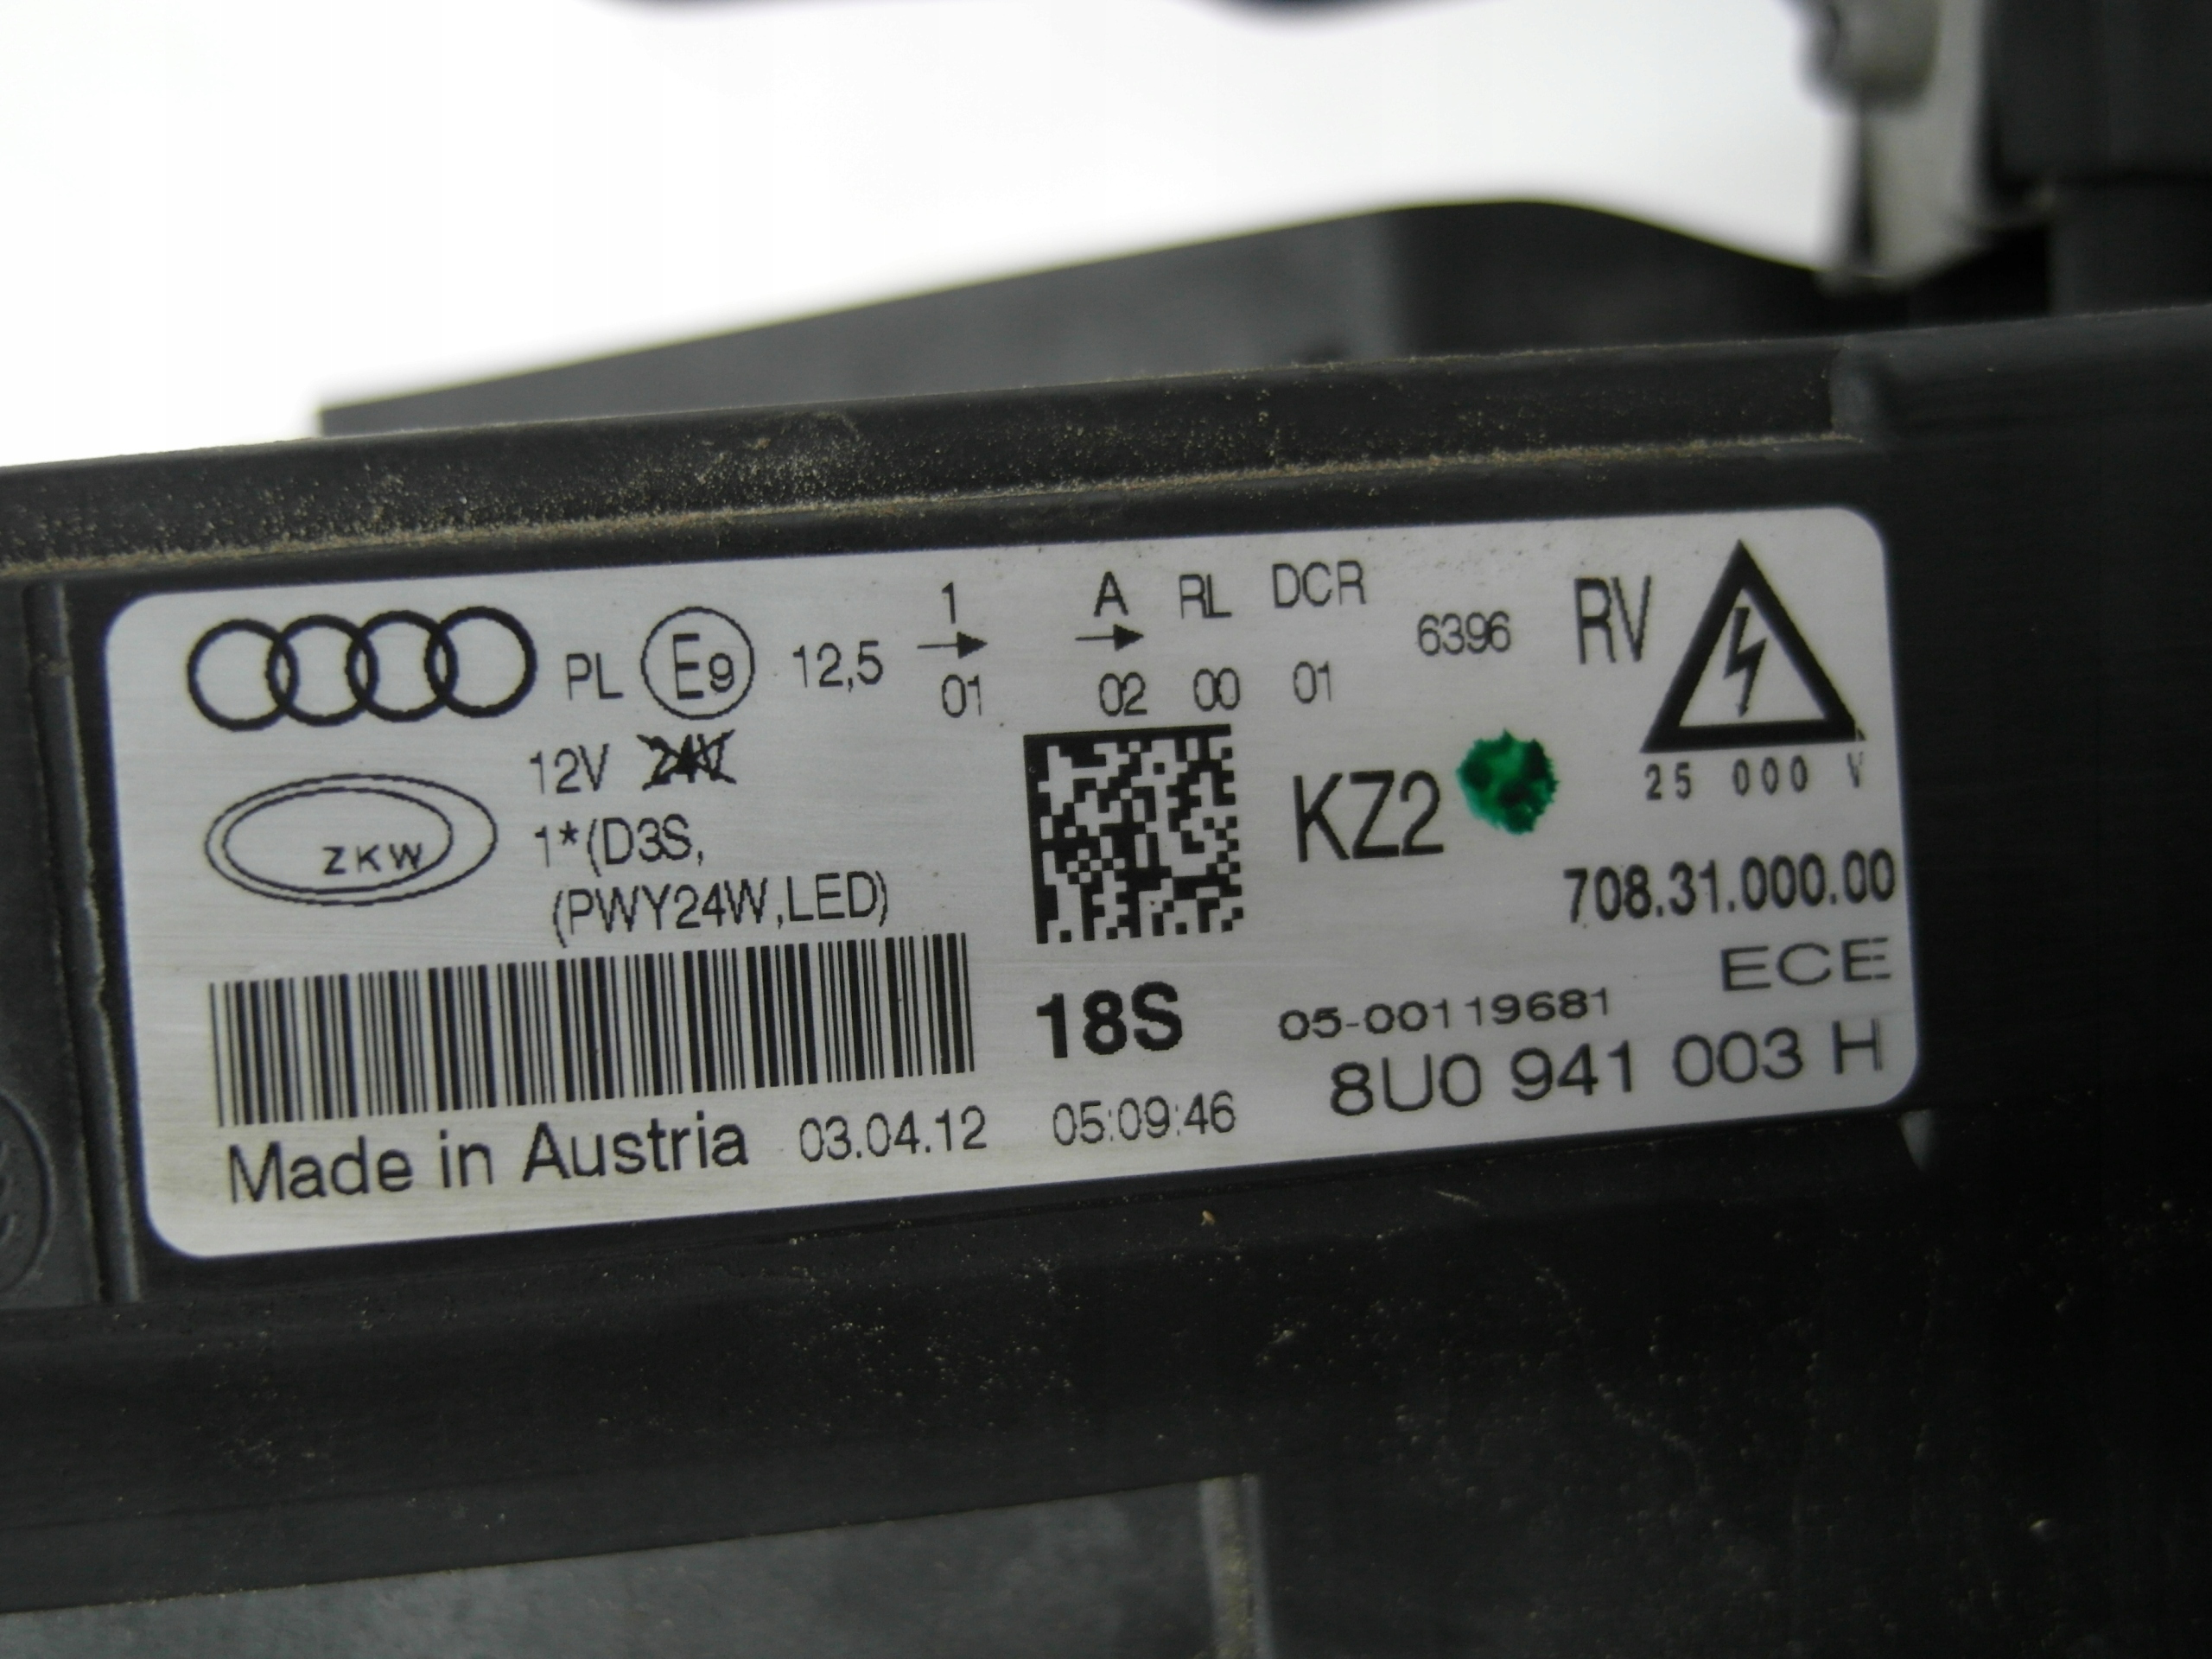 PL E9 12,5 1 A RL DCR 6396 RV
01 02 00 01
12V 24V
25 000 V
ZKW
1*(D3S,
(PWY24W,LED)
KZ2
708.31.000.00
ECE
18S
05-00119681
8U0 941 003 H
Made in Austria 03.04.12 05:09:46